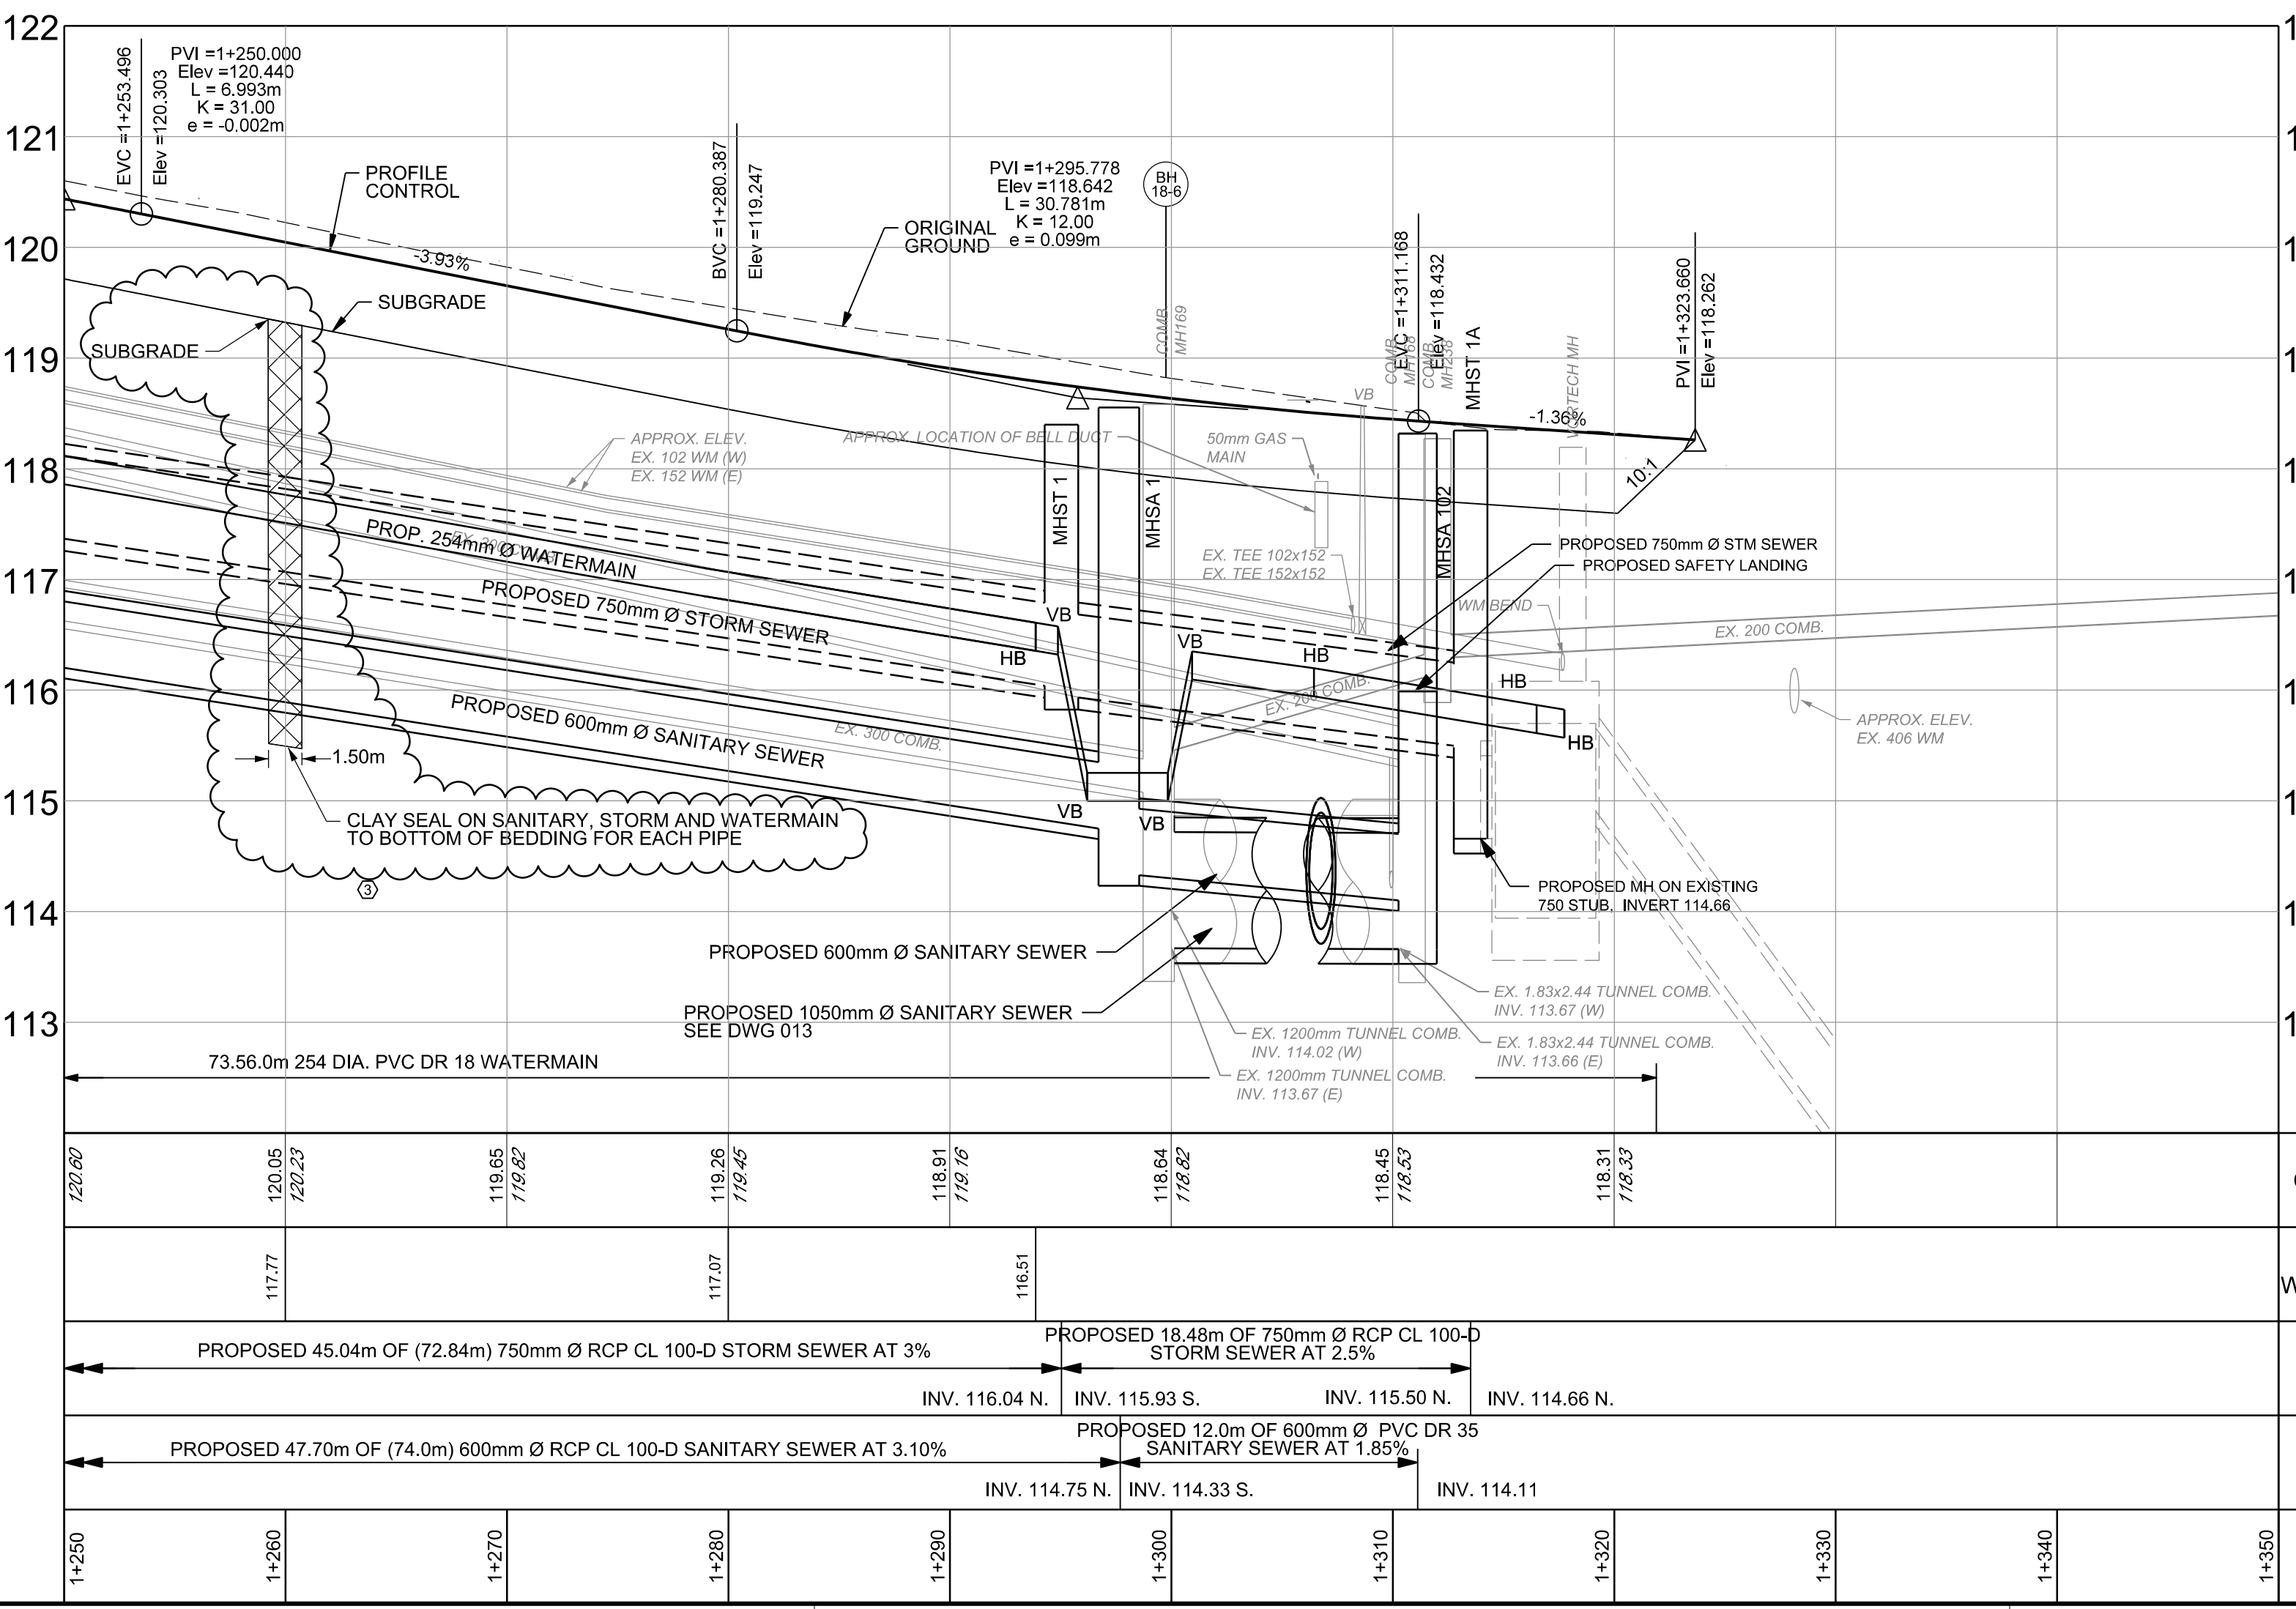 122
121
120
119
118
117
116
115
114
113
EVC =1+253.496
Elev =120.303
PVI =1+250.000
Elev =120.440
L = 6.993m
K = 31.00
e = -0.002m
PROFILE
CONTROL
-3.93%
SUBGRADE
SUBGRADE
BVC =1+280.387
Elev =119.247
ORIGINAL
GROUND
PVI =1+295.778
Elev =118.642
L = 30.781m
K = 12.00
e = 0.099m
BH
18-6
COMB.
MH169
COMB.
MH168
EVC =1+311.168
Elev =118.432
COMB.
MH238
MHST 1A
VB
-1.36%
VORTECH MH
PVI =1+323.660
Elev =118.262
10:1
APPROX. ELEV.
EX. 102 WM (W)
EX. 152 WM (E)
APPROX. LOCATION OF BELL DUCT
50mm GAS
MAIN
MHST 1
MHSA 1
MHSA 102
EX. 300 COMB.
PROP. 254mm Ø WATERMAIN
PROPOSED 750mm Ø STORM SEWER
PROPOSED 600mm Ø SANITARY SEWER
EX. 300 COMB.
EX. TEE 102x152
EX. TEE 152x152
PROPOSED 750mm Ø STM SEWER
PROPOSED SAFETY LANDING
WM BEND
EX. 200 COMB.
EX. 200 COMB.
VB
HB
VB
HB
HB
HB
VB
VB
APPROX. ELEV.
EX. 406 WM
1.50m
CLAY SEAL ON SANITARY, STORM AND WATERMAIN
TO BOTTOM OF BEDDING FOR EACH PIPE
3
PROPOSED MH ON EXISTING
750 STUB, INVERT 114.66
PROPOSED 600mm Ø SANITARY SEWER
PROPOSED 1050mm Ø SANITARY SEWER
SEE DWG 013
EX. 1.83x2.44 TUNNEL COMB.
INV. 113.67 (W)
EX. 1200mm TUNNEL COMB.
INV. 114.02 (W)
EX. 1.83x2.44 TUNNEL COMB.
INV. 113.66 (E)
EX. 1200mm TUNNEL COMB.
INV. 113.67 (E)
73.56.0m 254 DIA. PVC DR 18 WATERMAIN
120.60
120.05
120.23
119.65
119.82
119.26
119.45
118.91
119.16
118.64
118.82
118.45
118.53
118.31
118.33
117.77
117.07
116.51
PROPOSED 45.04m OF (72.84m) 750mm Ø RCP CL 100-D STORM SEWER AT 3%
PROPOSED 18.48m OF 750mm Ø RCP CL 100-D
STORM SEWER AT 2.5%
INV. 116.04 N.
INV. 115.93 S.
INV. 115.50 N.
INV. 114.66 N.
PROPOSED 47.70m OF (74.0m) 600mm Ø RCP CL 100-D SANITARY SEWER AT 3.10%
PROPOSED 12.0m OF 600mm Ø PVC DR 35
SANITARY SEWER AT 1.85%
INV. 114.75 N.
INV. 114.33 S.
INV. 114.11
1+250
1+260
1+270
1+280
1+290
1+300
1+310
1+320
1+330
1+340
1+350